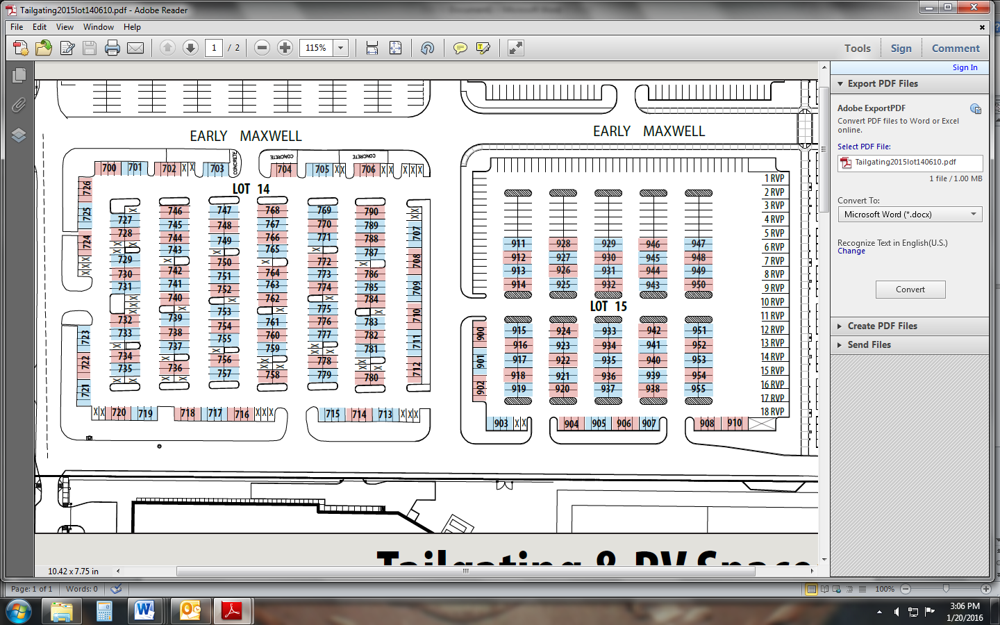 Tailgating2015lot140610.pdf - Adobe Reader
File Edit View Window Help
1 / 2 115% Tools Sign Comment
Sign In
Export PDF Files
Adobe ExportPDF
Convert PDF files to Word or Excel
online.
Select PDF File:
Tailgating2015lot140610.pdf
1 file / 1.00 MB
Convert To:
Microsoft Word (*.docx)
Recognize Text in English(U.S.)
Change
Convert
Create PDF Files
Send Files
EARLY MAXWELL
EARLY MAXWELL
CONCRETE
CONCRETE
CONCRETE
700 701 702 X X 703 704 705 X X 706 X X X X X
LOT 14
726
725
724
X X X
723
722
721
X
727
728
X X
729
730
731
X
X
732
733
X
734
735
X
746
745
744
743
X X
742
741
740
X
739
738
737
X
736
X
747
748
749
X
750
751
752
X
753
754
755
X
756
757
768
767
766
765
X
764
763
762
X
761
760
759
X
X X
758
769
770
771
X
772
773
774
X
775
776
777
X
X X
778
779
790
789
788
787
X
786
785
784
X
783
782
781
X
X
780
X
707
708
709
710
711
712
X X 720 719 718 717 716 X X X 715 714 713 X X X
911 928 929 946 947
912 927 930 945 948
913 926 931 944 949
914 925 932 943 950
LOT 15
915 924 933 942 951
916 923 934 941 952
917 922 935 940 953
918 921 936 939 954
919 920 937 938 955
900
901
902
903 X X 904 905 906 907 908 910
1 RVP
2 RVP
3 RVP
4 RVP
5 RVP
6 RVP
7 RVP
8 RVP
9 RVP
10 RVP
11 RVP
12 RVP
13 RVP
14 RVP
15 RVP
16 RVP
17 RVP
18 RVP
Tailgating & RV Space
10.42 x 7.75 in
Page: 1 of 1 Words: 0 100%
3:06 PM
1/20/2016